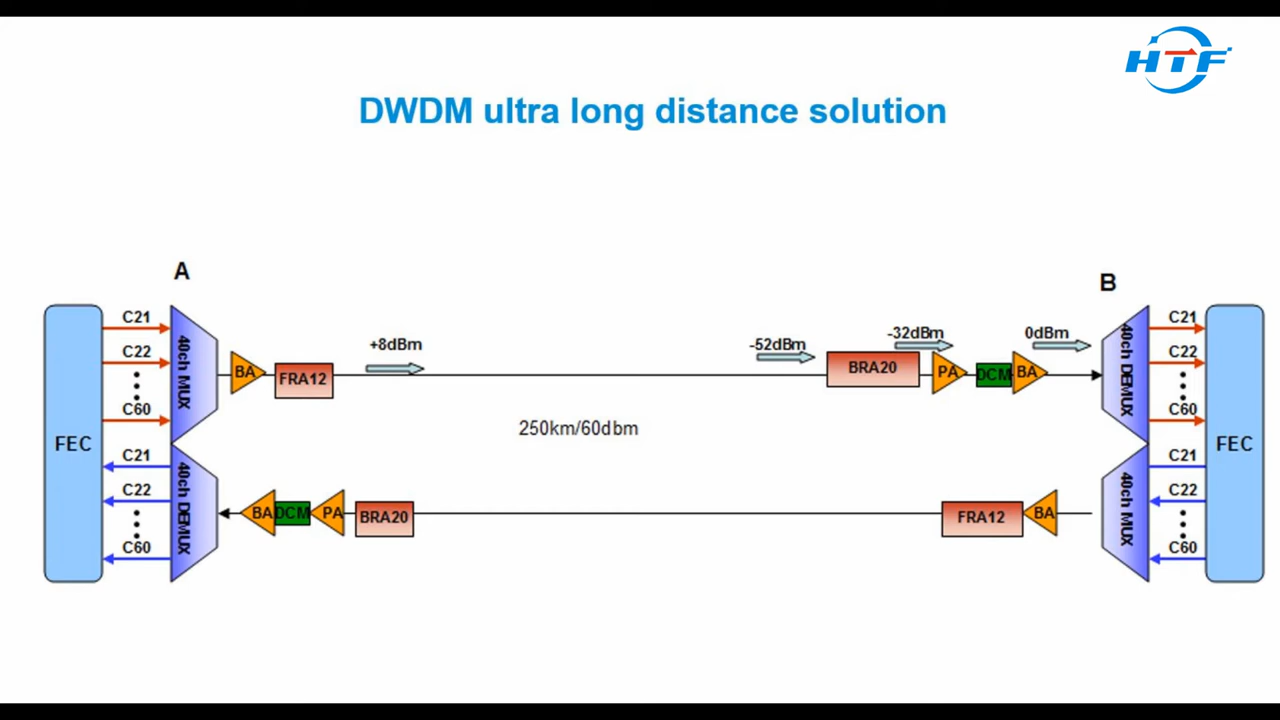 HTF
DWDM ultra long distance solution
A
B
C21
C22
C60
C21
C22
C60
FEC
40ch MUX
40ch DEMUX
BA
FRA12
+8dBm
-52dBm
BRA20
-32dBm
PA
DCM
BA
0dBm
250km/60dbm
BA
DCM
PA
BRA20
FRA12
BA
40ch DEMUX
40ch MUX
C21
C22
C60
C21
C22
C60
FEC